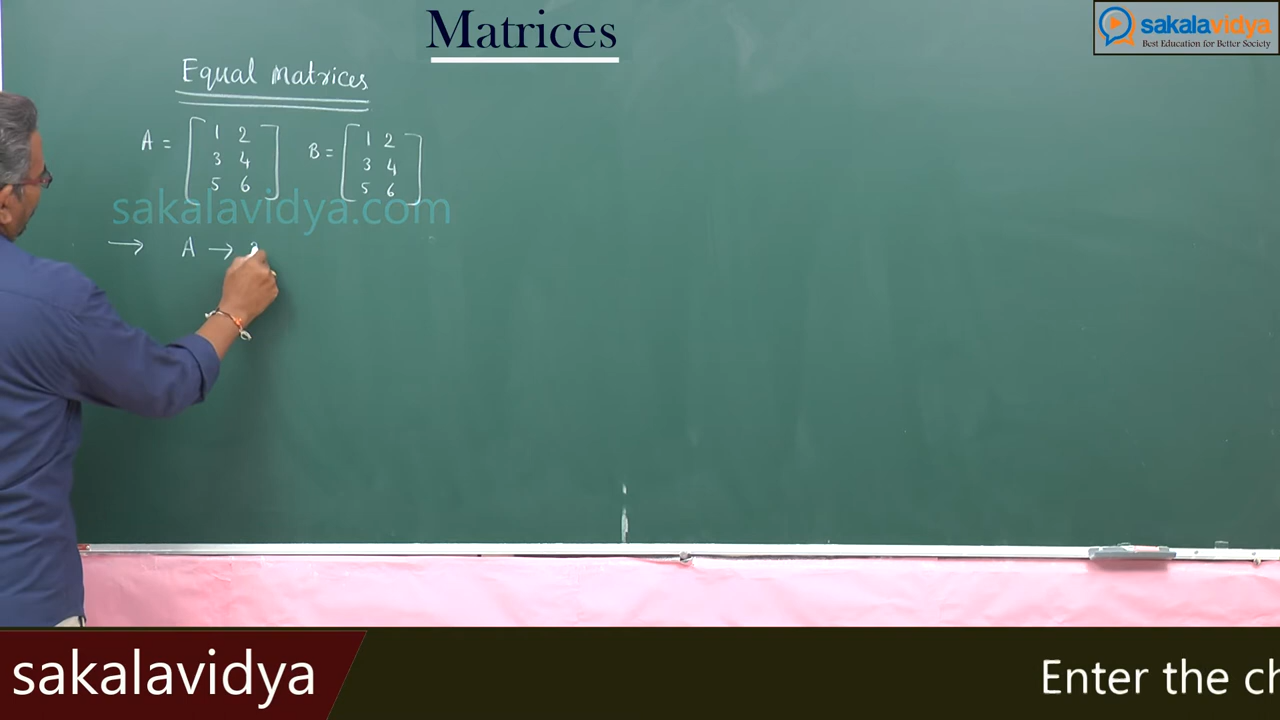 Matrices
sakalavidya
Best Education for Better Society
Equal Matrices
A = [ 1 2 B = [ 1 2
3 4 3 4
5 6 ] 5 6 ]
sakalavidya.com
→ A → 3
sakalavidya
Enter the ch